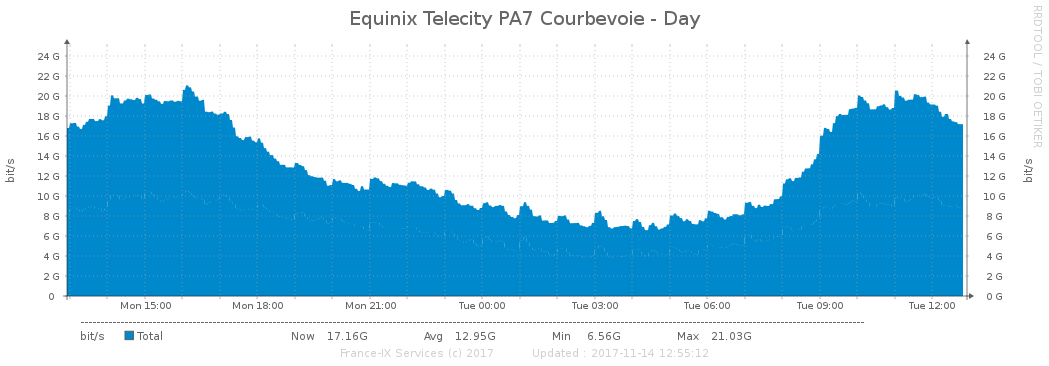 Equinix Telecity PA7 Courbevoie - Day
RRDTOOL / TOBI OETIKER
bit/s
24 G 24 G
22 G 22 G
20 G 20 G
18 G 18 G
16 G 16 G
14 G 14 G
12 G 12 G
10 G 10 G
8 G 8 G
6 G 6 G
4 G 4 G
2 G 2 G
0 0 G
bit/s
Mon 15:00 Mon 18:00 Mon 21:00 Tue 00:00 Tue 03:00 Tue 06:00 Tue 09:00 Tue 12:00
bit/s Total Now 17.16G Avg 12.95G Min 6.56G Max 21.03G
France-IX Services (c) 2017 Updated : 2017-11-14 12:55:12